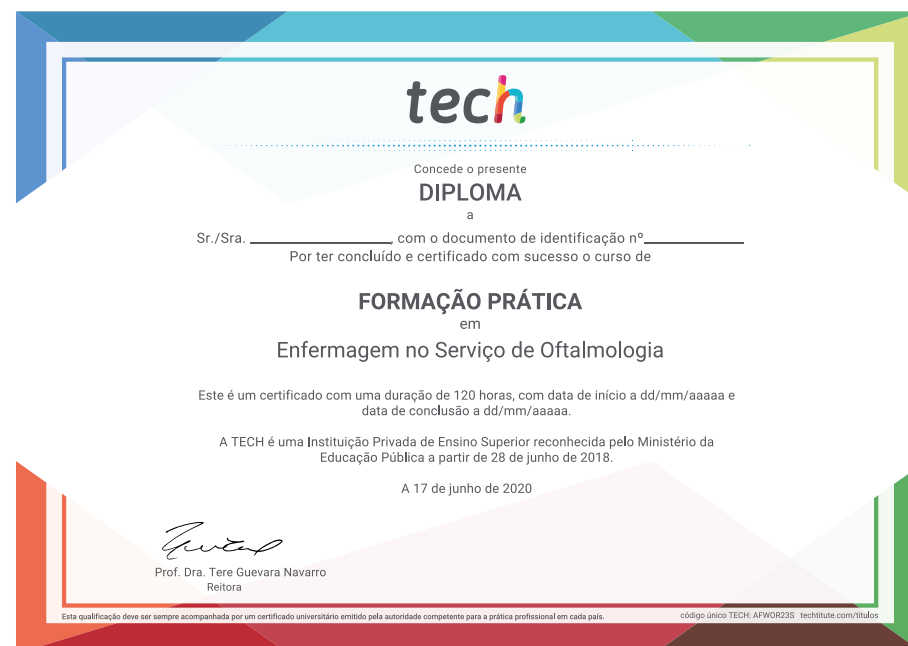 tech
Concede o presente
DIPLOMA
a
Sr./Sra. ____________________, com o documento de identificação nº______________
Por ter concluído e certificado com sucesso o curso de
FORMAÇÃO PRÁTICA
em
Enfermagem no Serviço de Oftalmologia
Este é um certificado com uma duração de 120 horas, com data de início a dd/mm/aaaaa e
data de conclusão a dd/mm/aaaaa.
A TECH é uma Instituição Privada de Ensino Superior reconhecida pelo Ministério da
Educação Pública a partir de 28 de junho de 2018.
A 17 de junho de 2020
Prof. Dra. Tere Guevara Navarro
Reitora
Esta qualificação deve ser sempre acompanhada por um certificado universitário emitido pela autoridade competente para a prática profissional em cada país.
código único TECH: AFWOR23S techtitute.com/titulos